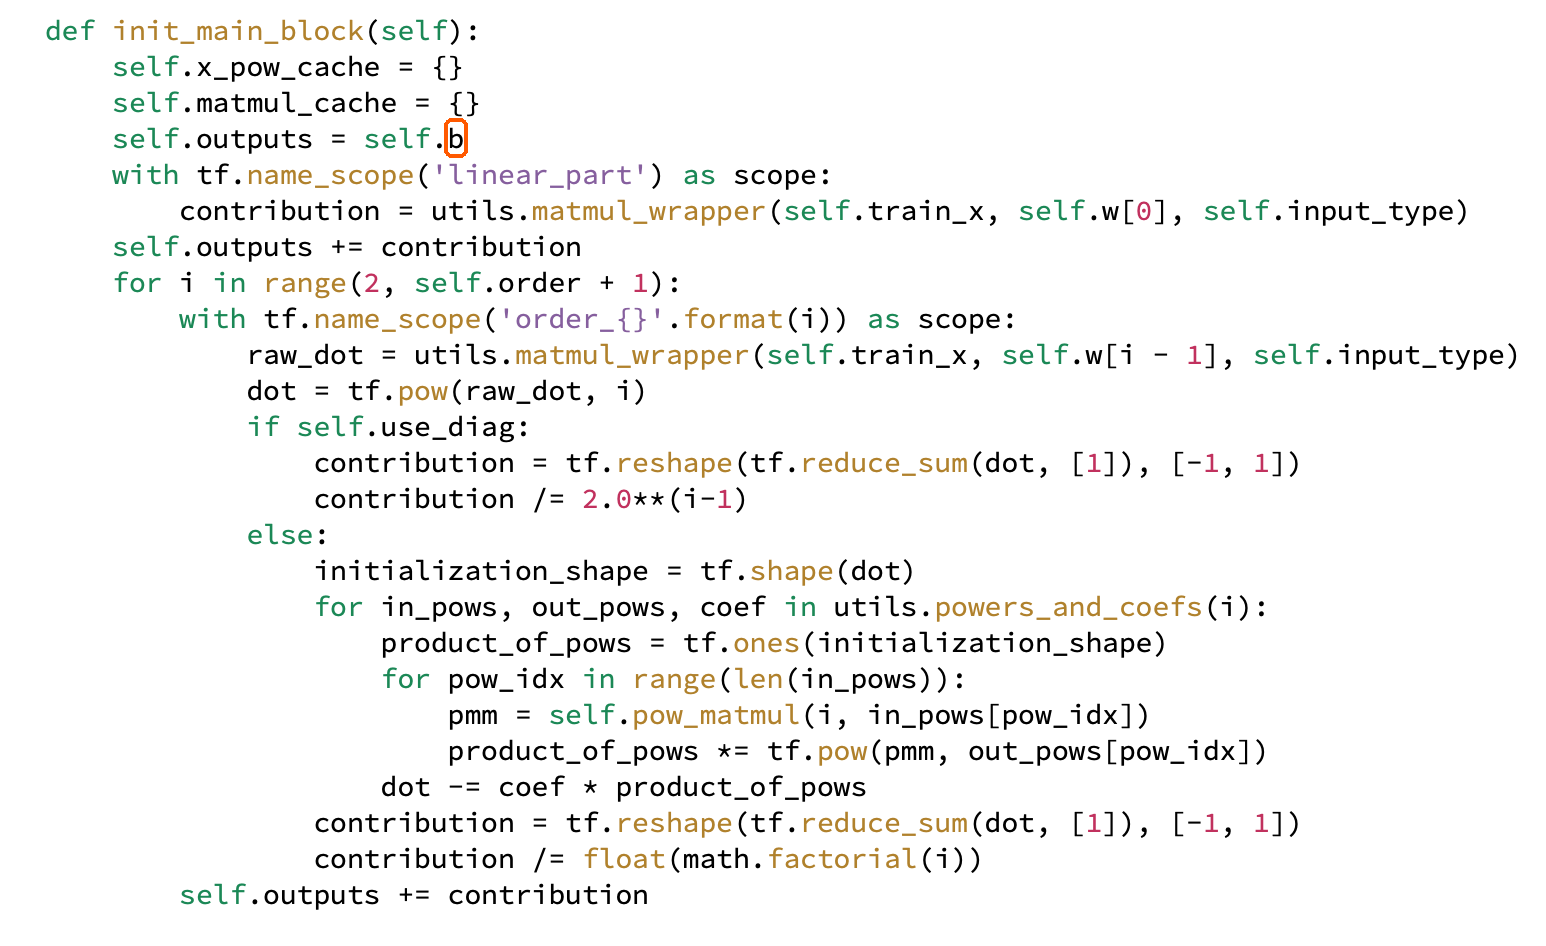 def init_main_block(self):
    self.x_pow_cache = {}
    self.matmul_cache = {}
    self.outputs = self.b
    with tf.name_scope('linear_part') as scope:
        contribution = utils.matmul_wrapper(self.train_x, self.w[0], self.input_type)
    self.outputs += contribution
    for i in range(2, self.order + 1):
        with tf.name_scope('order_{}'.format(i)) as scope:
            raw_dot = utils.matmul_wrapper(self.train_x, self.w[i - 1], self.input_type)
            dot = tf.pow(raw_dot, i)
            if self.use_diag:
                contribution = tf.reshape(tf.reduce_sum(dot, [1]), [-1, 1])
                contribution /= 2.0**(i-1)
            else:
                initialization_shape = tf.shape(dot)
                for in_pows, out_pows, coef in utils.powers_and_coefs(i):
                    product_of_pows = tf.ones(initialization_shape)
                    for pow_idx in range(len(in_pows)):
                        pmm = self.pow_matmul(i, in_pows[pow_idx])
                        product_of_pows *= tf.pow(pmm, out_pows[pow_idx])
                    dot -= coef * product_of_pows
                contribution = tf.reshape(tf.reduce_sum(dot, [1]), [-1, 1])
                contribution /= float(math.factorial(i))
        self.outputs += contribution